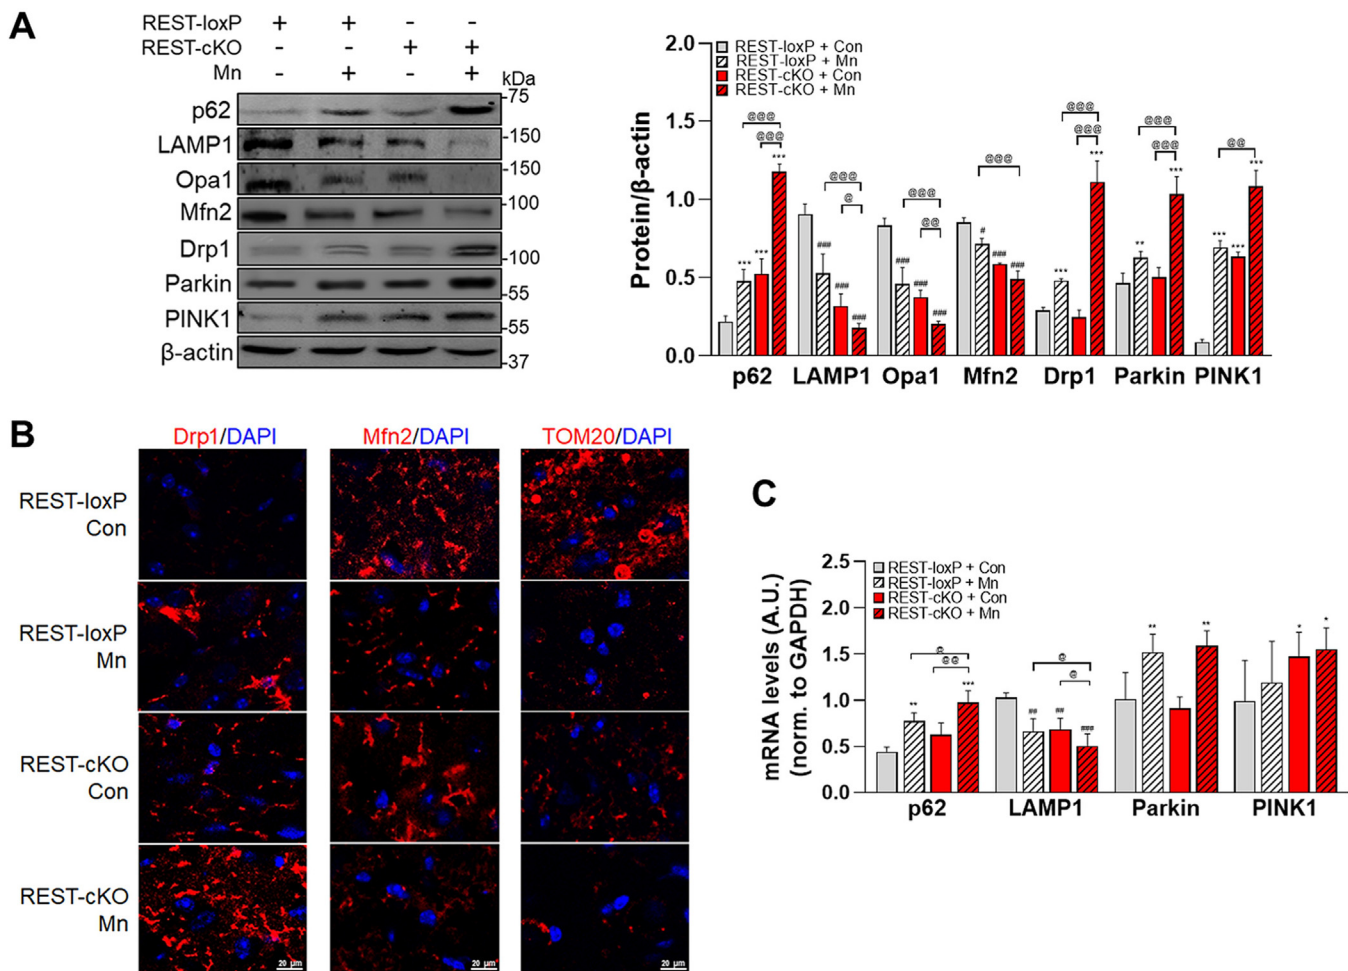 A
REST-loxP + + - -
REST-cKO - - + +
Mn - + - +
kDa
p62
LAMP1
Opa1
Mfn2
Drp1
Parkin
PINK1
β-actin
-75
-150
-150
-100
-100
-55
-55
-37
Protein/β-actin
2.0
1.5
1.0
0.5
0.0
REST-loxP + Con
REST-loxP + Mn
REST-cKO + Con
REST-cKO + Mn
@@@
@@@
*** *** ***
@@@
@
### ### ###
@@@
@@
### ### ###
@@@
# ### ###
@@@
@@@
*** ***
@@@
@@@
** ***
@@
*** *** ***
p62 LAMP1 Opa1 Mfn2 Drp1 Parkin PINK1
B
Drp1/DAPI Mfn2/DAPI TOM20/DAPI
REST-loxP
Con
REST-loxP
Mn
REST-cKO
Con
REST-cKO
Mn
20 µm 20 µm 20 µm
C
mRNA levels (A.U.)
(norm. to GAPDH)
2.5
2.0
1.5
1.0
0.5
0.0
REST-loxP + Con
REST-loxP + Mn
REST-cKO + Con
REST-cKO + Mn
@
@@
** ***
@
@
## ## ###
** **
* *
p62 LAMP1 Parkin PINK1